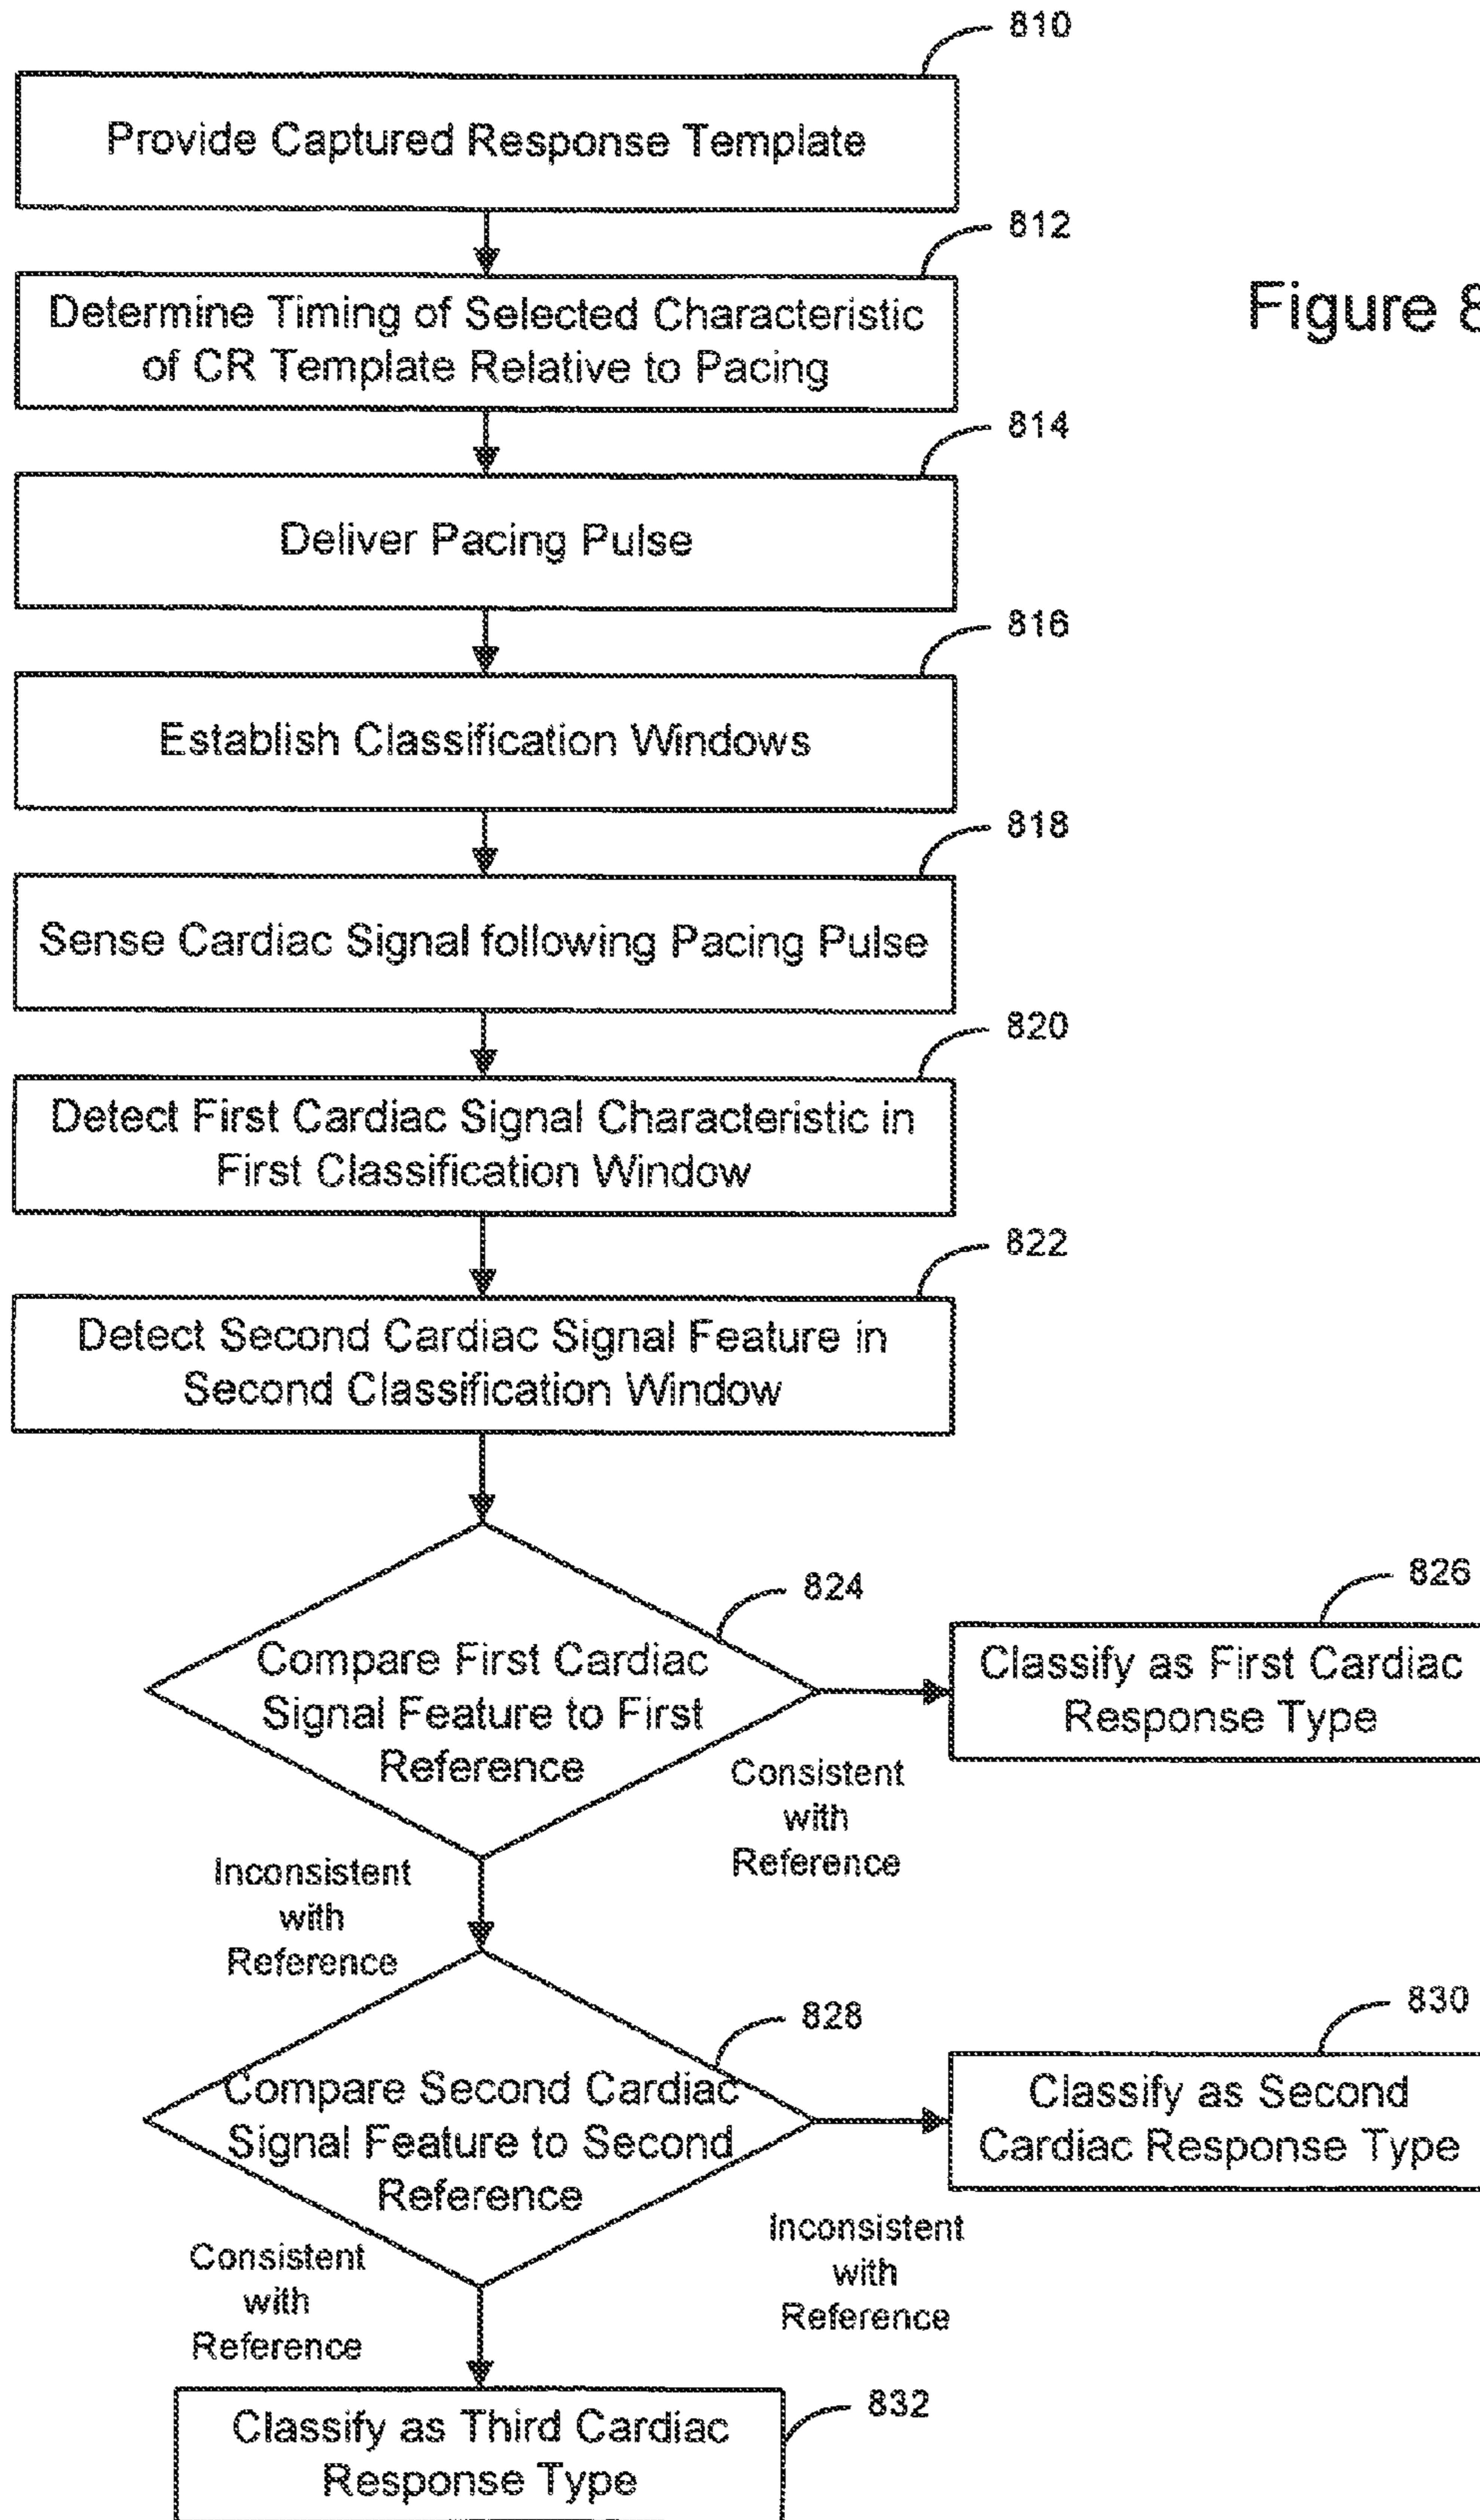 810
Provide Captured Response Template
812
Determine Timing of Selected Characteristic
of CR Template Relative to Pacing
Figure 8
814
Deliver Pacing Pulse
816
Establish Classification Windows
818
Sense Cardiac Signal following Pacing Pulse
820
Detect First Cardiac Signal Characteristic in
First Classification Window
822
Detect Second Cardiac Signal Feature in
Second Classification Window
824
Compare First Cardiac
Signal Feature to First
Reference
826
Classify as First Cardiac
Response Type
Consistent
with
Reference
Inconsistent
with
Reference
828
Compare Second Cardiac
Signal Feature to Second
Reference
830
Classify as Second
Cardiac Response Type
Inconsistent
with
Reference
Consistent
with
Reference
832
Classify as Third Cardiac
Response Type